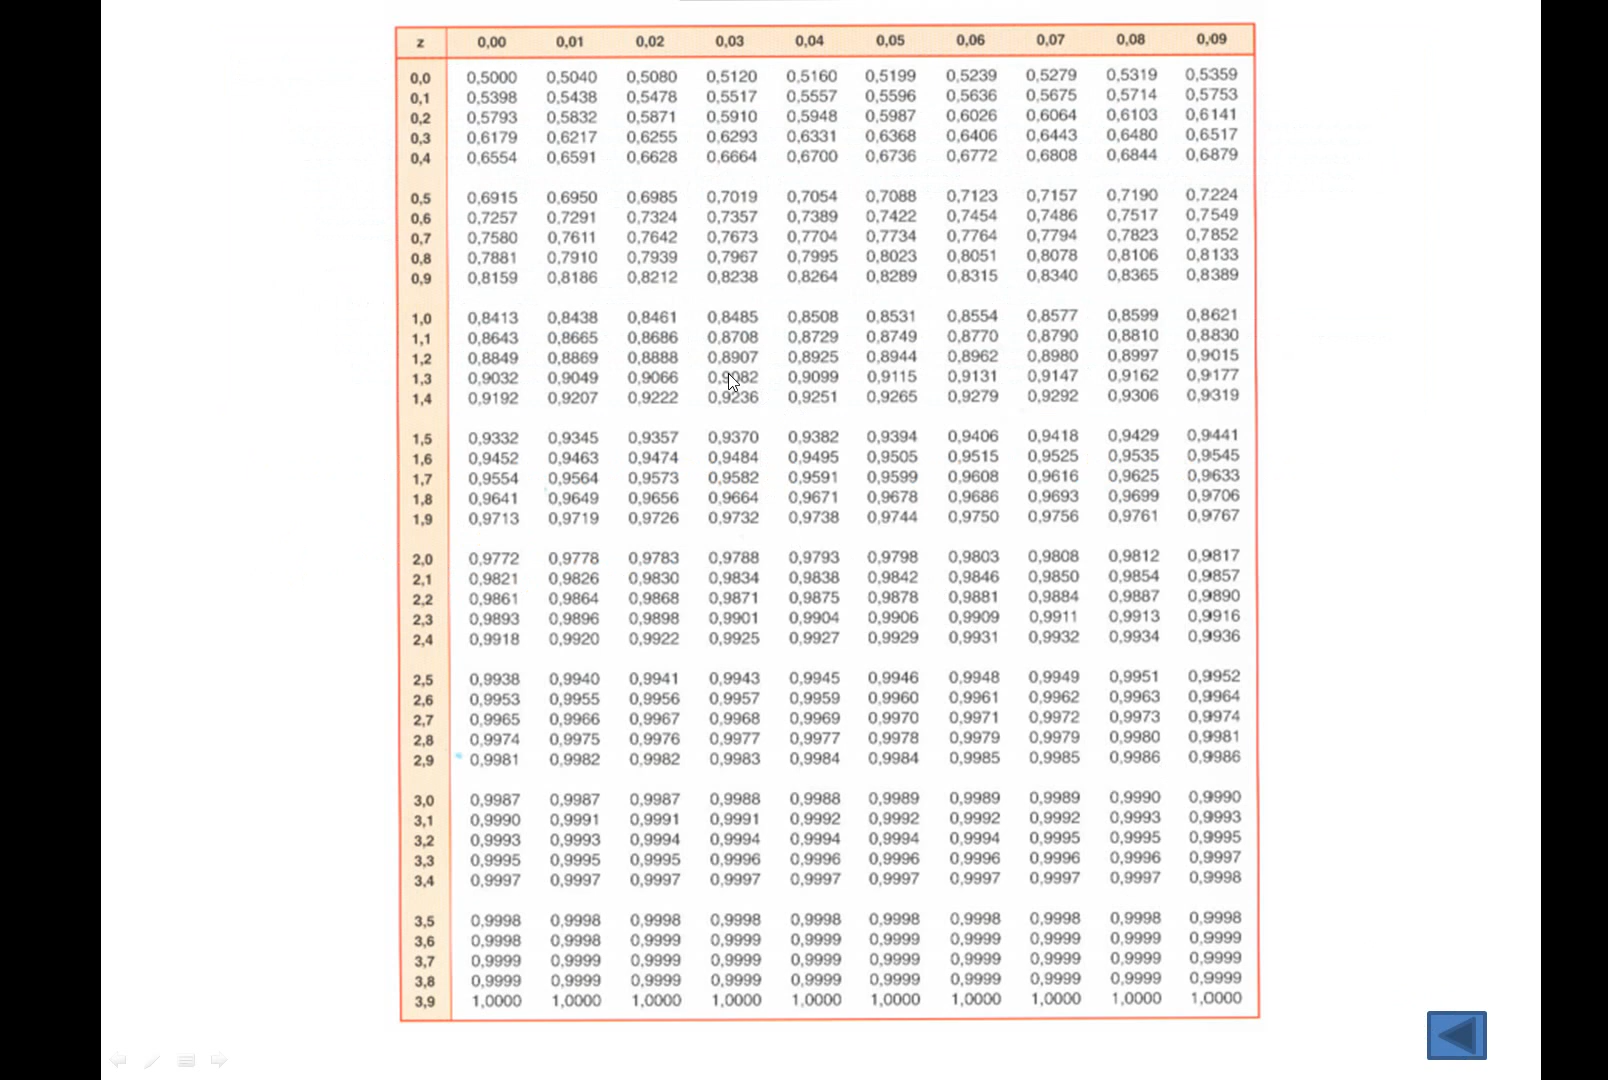 z 0,00 0,01 0,02 0,03 0,04 0,05 0,06 0,07 0,08 0,09
0,0 0,5000 0,5040 0,5080 0,5120 0,5160 0,5199 0,5239 0,5279 0,5319 0,5359
0,1 0,5398 0,5438 0,5478 0,5517 0,5557 0,5596 0,5636 0,5675 0,5714 0,5753
0,2 0,5793 0,5832 0,5871 0,5910 0,5948 0,5987 0,6026 0,6064 0,6103 0,6141
0,3 0,6179 0,6217 0,6255 0,6293 0,6331 0,6368 0,6406 0,6443 0,6480 0,6517
0,4 0,6554 0,6591 0,6628 0,6664 0,6700 0,6736 0,6772 0,6808 0,6844 0,6879
0,5 0,6915 0,6950 0,6985 0,7019 0,7054 0,7088 0,7123 0,7157 0,7190 0,7224
0,6 0,7257 0,7291 0,7324 0,7357 0,7389 0,7422 0,7454 0,7486 0,7517 0,7549
0,7 0,7580 0,7611 0,7642 0,7673 0,7704 0,7734 0,7764 0,7794 0,7823 0,7852
0,8 0,7881 0,7910 0,7939 0,7967 0,7995 0,8023 0,8051 0,8078 0,8106 0,8133
0,9 0,8159 0,8186 0,8212 0,8238 0,8264 0,8289 0,8315 0,8340 0,8365 0,8389
1,0 0,8413 0,8438 0,8461 0,8485 0,8508 0,8531 0,8554 0,8577 0,8599 0,8621
1,1 0,8643 0,8665 0,8686 0,8708 0,8729 0,8749 0,8770 0,8790 0,8810 0,8830
1,2 0,8849 0,8869 0,8888 0,8907 0,8925 0,8944 0,8962 0,8980 0,8997 0,9015
1,3 0,9032 0,9049 0,9066 0,9082 0,9099 0,9115 0,9131 0,9147 0,9162 0,9177
1,4 0,9192 0,9207 0,9222 0,9236 0,9251 0,9265 0,9279 0,9292 0,9306 0,9319
1,5 0,9332 0,9345 0,9357 0,9370 0,9382 0,9394 0,9406 0,9418 0,9429 0,9441
1,6 0,9452 0,9463 0,9474 0,9484 0,9495 0,9505 0,9515 0,9525 0,9535 0,9545
1,7 0,9554 0,9564 0,9573 0,9582 0,9591 0,9599 0,9608 0,9616 0,9625 0,9633
1,8 0,9641 0,9649 0,9656 0,9664 0,9671 0,9678 0,9686 0,9693 0,9699 0,9706
1,9 0,9713 0,9719 0,9726 0,9732 0,9738 0,9744 0,9750 0,9756 0,9761 0,9767
2,0 0,9772 0,9778 0,9783 0,9788 0,9793 0,9798 0,9803 0,9808 0,9812 0,9817
2,1 0,9821 0,9826 0,9830 0,9834 0,9838 0,9842 0,9846 0,9850 0,9854 0,9857
2,2 0,9861 0,9864 0,9868 0,9871 0,9875 0,9878 0,9881 0,9884 0,9887 0,9890
2,3 0,9893 0,9896 0,9898 0,9901 0,9904 0,9906 0,9909 0,9911 0,9913 0,9916
2,4 0,9918 0,9920 0,9922 0,9925 0,9927 0,9929 0,9931 0,9932 0,9934 0,9936
2,5 0,9938 0,9940 0,9941 0,9943 0,9945 0,9946 0,9948 0,9949 0,9951 0,9952
2,6 0,9953 0,9955 0,9956 0,9957 0,9959 0,9960 0,9961 0,9962 0,9963 0,9964
2,7 0,9965 0,9966 0,9967 0,9968 0,9969 0,9970 0,9971 0,9972 0,9973 0,9974
2,8 0,9974 0,9975 0,9976 0,9977 0,9977 0,9978 0,9979 0,9979 0,9980 0,9981
2,9 0,9981 0,9982 0,9982 0,9983 0,9984 0,9984 0,9985 0,9985 0,9986 0,9986
3,0 0,9987 0,9987 0,9987 0,9988 0,9988 0,9989 0,9989 0,9989 0,9990 0,9990
3,1 0,9990 0,9991 0,9991 0,9991 0,9992 0,9992 0,9992 0,9992 0,9993 0,9993
3,2 0,9993 0,9993 0,9994 0,9994 0,9994 0,9994 0,9994 0,9995 0,9995 0,9995
3,3 0,9995 0,9995 0,9995 0,9996 0,9996 0,9996 0,9996 0,9996 0,9996 0,9997
3,4 0,9997 0,9997 0,9997 0,9997 0,9997 0,9997 0,9997 0,9997 0,9997 0,9998
3,5 0,9998 0,9998 0,9998 0,9998 0,9998 0,9998 0,9998 0,9998 0,9998 0,9998
3,6 0,9998 0,9998 0,9999 0,9999 0,9999 0,9999 0,9999 0,9999 0,9999 0,9999
3,7 0,9999 0,9999 0,9999 0,9999 0,9999 0,9999 0,9999 0,9999 0,9999 0,9999
3,8 0,9999 0,9999 0,9999 0,9999 0,9999 0,9999 0,9999 0,9999 0,9999 0,9999
3,9 1,0000 1,0000 1,0000 1,0000 1,0000 1,0000 1,0000 1,0000 1,0000 1,0000